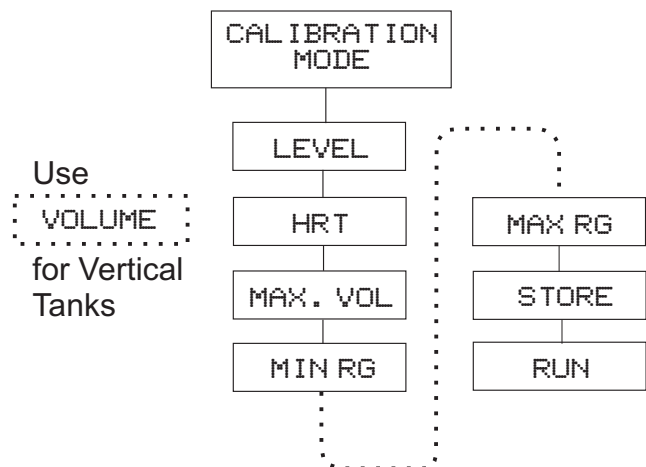 CALIBRATION
MODE
LEVEL
Use
VOLUME
for Vertical
Tanks
HRT
MAX. VOL
MIN RG
MAX RG
STORE
RUN